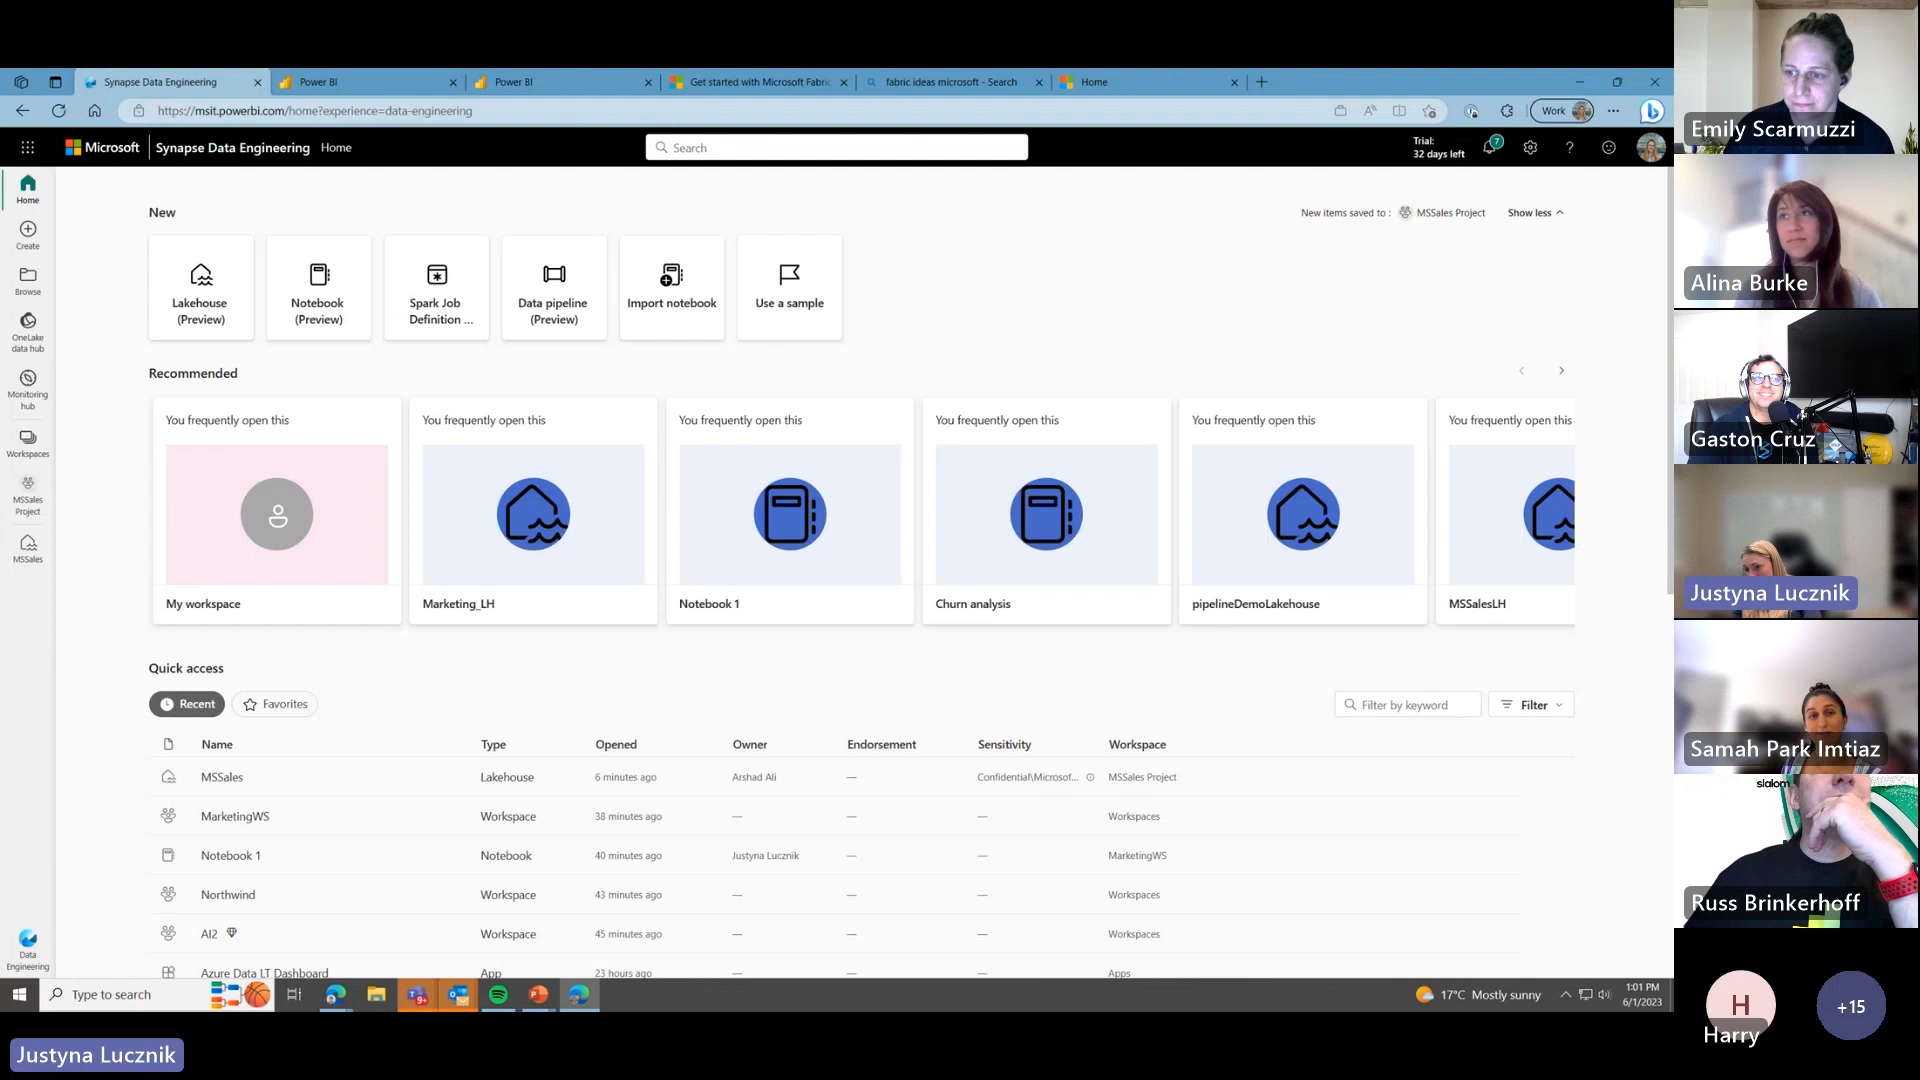 Synapse Data Engineering
Power BI
Power BI
Get started with Microsoft Fabric
fabric ideas microsoft - Search
Home
https://msit.powerbi.com/home?experience=data-engineering
Work
Microsoft
Synapse Data Engineering
Home
Search
Trial:
32 days left
7
Home
Create
Browse
OneLake
data hub
Monitoring
hub
Workspaces
MSSales
Project
MSSales
Data
Engineering
New
New items saved to :
MSSales Project
Show less
Lakehouse
(Preview)
Notebook
(Preview)
Spark Job
Definition ...
Data pipeline
(Preview)
Import notebook
Use a sample
Recommended
You frequently open this
You frequently open this
You frequently open this
You frequently open this
You frequently open this
You frequently open this
My workspace
Marketing_LH
Notebook 1
Churn analysis
pipelineDemoLakehouse
MSSalesLH
Quick access
Recent
Favorites
Filter by keyword
Filter
Name Type Opened Owner Endorsement Sensitivity Workspace
MSSales Lakehouse 6 minutes ago Arshad Ali — Confidential\Microsof... MSSales Project
MarketingWS Workspace 38 minutes ago — — — Workspaces
Notebook 1 Notebook 40 minutes ago Justyna Lucznik — — MarketingWS
Northwind Workspace 43 minutes ago — — — Workspaces
AI2 Workspace 45 minutes ago — — — Workspaces
Azure Data LT Dashboard App 23 hours ago — — — Apps
Type to search
9+
17°C Mostly sunny
1:01 PM
6/1/2023
Justyna Lucznik
Emily Scarmuzzi
Alina Burke
Gaston Cruz
Justyna Lucznik
Samah Park Imtiaz
slalom
Russ Brinkerhoff
H
Harry
+15